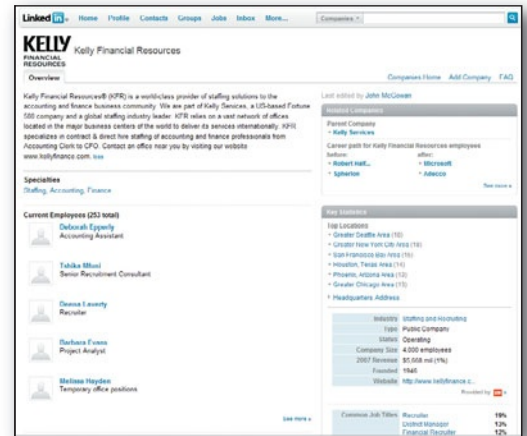 Linked in Home Profile Contacts Groups Jobs Inbox More... Companies
KELLY
FINANCIAL
RESOURCES
Kelly Financial Resources
Overview
Companies Home Add Company FAQ
Kelly Financial Resources® (KFR) is a world-class provider of staffing solutions to the
accounting and finance business community. We are part of Kelly Services, a US-based Fortune
500 company and a global staffing industry leader. KFR relies on a vast network of offices
located in the major business centers of the world to deliver its services internationally. KFR
specializes in contract & direct hire staffing of accounting and finance professionals from
Accounting Clerk to CFO. Contact an office near you by visiting our website
www.kellyfinance.com.
Specialties
Staffing, Accounting, Finance
Current Employees (253 total)
Deborah Epperly
Accounting Assistant
Senior Recruitment Consultant
Deena Laverty
Recruiter
Barbara Evans
Project Analyst
Melissa Hayden
Temporary office positions
See more »
Last edited by John McGowan
Related Companies
Parent Company
Kelly Services
Career path for Kelly Financial Resources employees
before: after:
Robert Half... Microsoft
Spherion Adecco
See more »
Key Statistics
Top Locations
Greater Seattle Area (18)
Greater New York City Area (18)
San Francisco Bay Area (16)
Houston, Texas Area (14)
Phoenix, Arizona Area (13)
Greater Chicago Area (13)
Headquarters Address
Industry Staffing and Recruiting
Type Public Company
Status Operating
Company Size 4,000 employees
2007 Revenue $5,668 mil (1%)
Founded 1946
Website http://www.kellyfinance.c...
Provided by
Common Job Titles Recruiter 19%
District Manager 13%
Financial Recruiter 12%